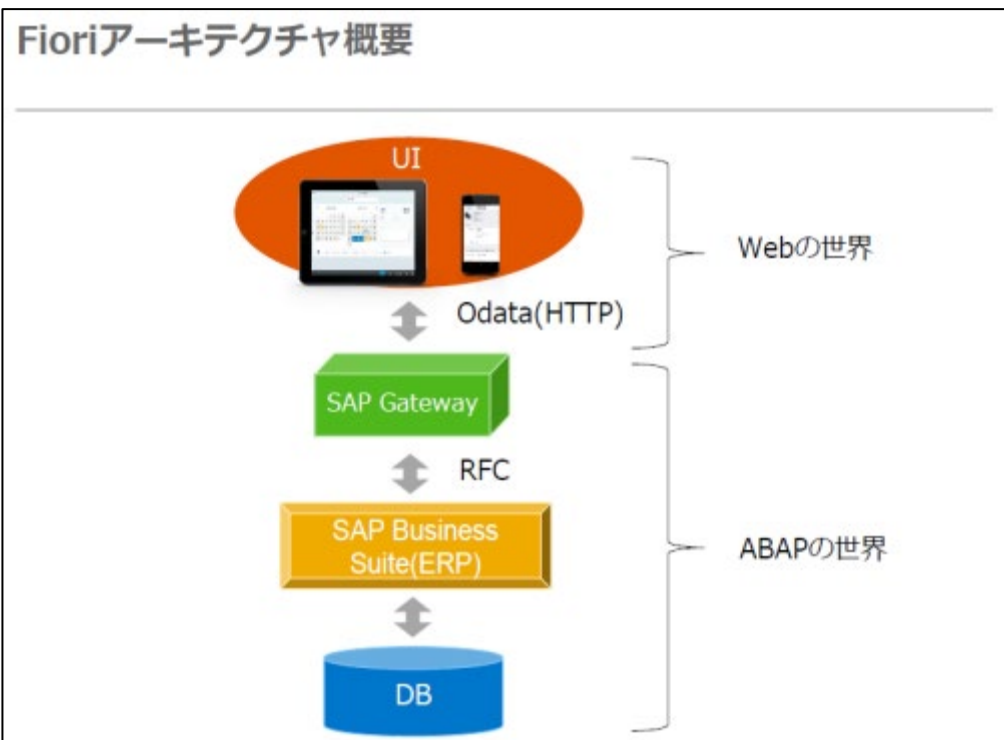 Fioriアーキテクチャ概要
UI
Odata(HTTP)
Webの世界
SAP Gateway
RFC
SAP Business
Suite(ERP)
ABAPの世界
DB